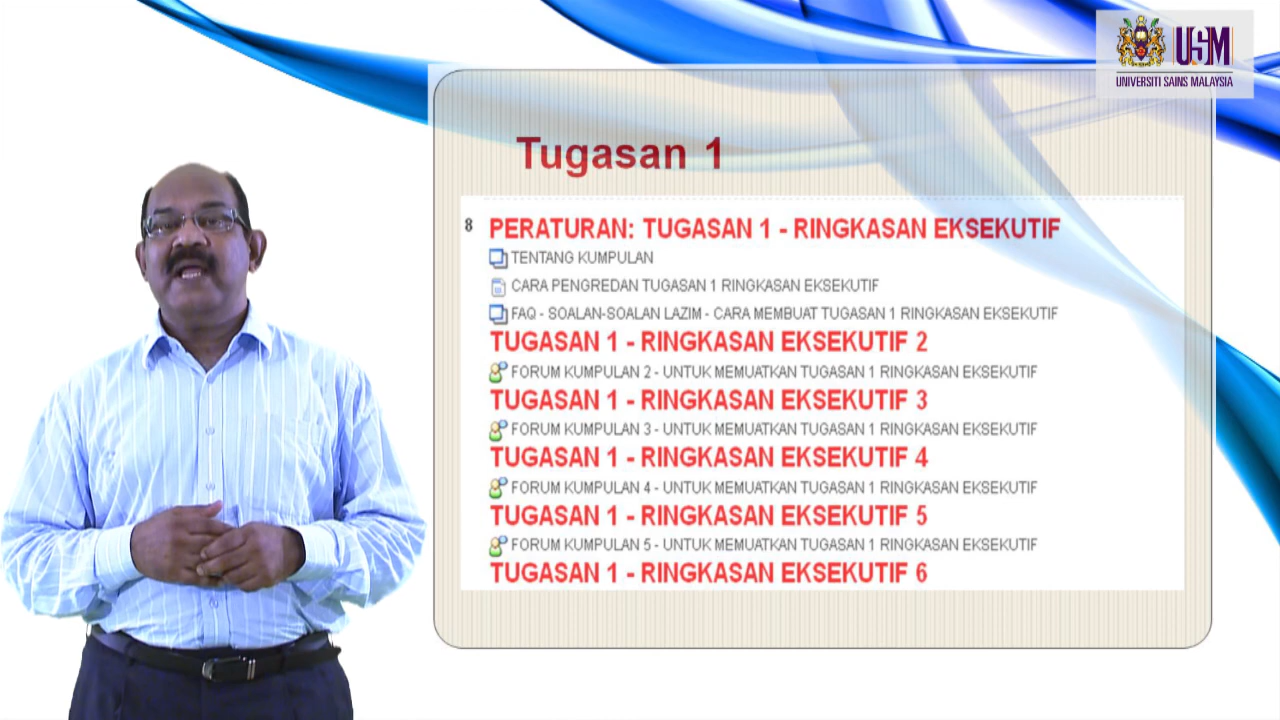 USM
UNIVERSITI SAINS MALAYSIA
Tugasan 1
8 PERATURAN: TUGASAN 1 - RINGKASAN EKSEKUTIF
TENTANG KUMPULAN
CARA PENGREDAN TUGASAN 1 RINGKASAN EKSEKUTIF
FAQ - SOALAN-SOALAN LAZIM - CARA MEMBUAT TUGASAN 1 RINGKASAN EKSEKUTIF
TUGASAN 1 - RINGKASAN EKSEKUTIF 2
FORUM KUMPULAN 2 - UNTUK MEMUATKAN TUGASAN 1 RINGKASAN EKSEKUTIF
TUGASAN 1 - RINGKASAN EKSEKUTIF 3
FORUM KUMPULAN 3 - UNTUK MEMUATKAN TUGASAN 1 RINGKASAN EKSEKUTIF
TUGASAN 1 - RINGKASAN EKSEKUTIF 4
FORUM KUMPULAN 4 - UNTUK MEMUATKAN TUGASAN 1 RINGKASAN EKSEKUTIF
TUGASAN 1 - RINGKASAN EKSEKUTIF 5
FORUM KUMPULAN 5 - UNTUK MEMUATKAN TUGASAN 1 RINGKASAN EKSEKUTIF
TUGASAN 1 - RINGKASAN EKSEKUTIF 6